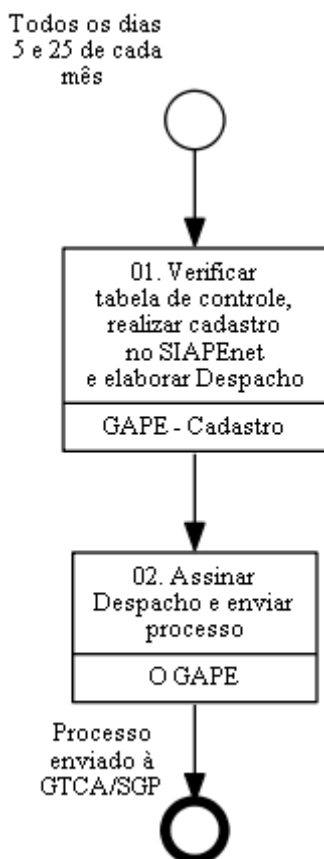 Todos os dias
5 e 25 de cada
mês
01. Verificar
tabela de controle,
realizar cadastro
no SIAPEnet
e elaborar Despacho
GAPE - Cadastro
02. Assinar
Despacho e enviar
processo
O GAPE
Processo
enviado à
GTCA/SGP